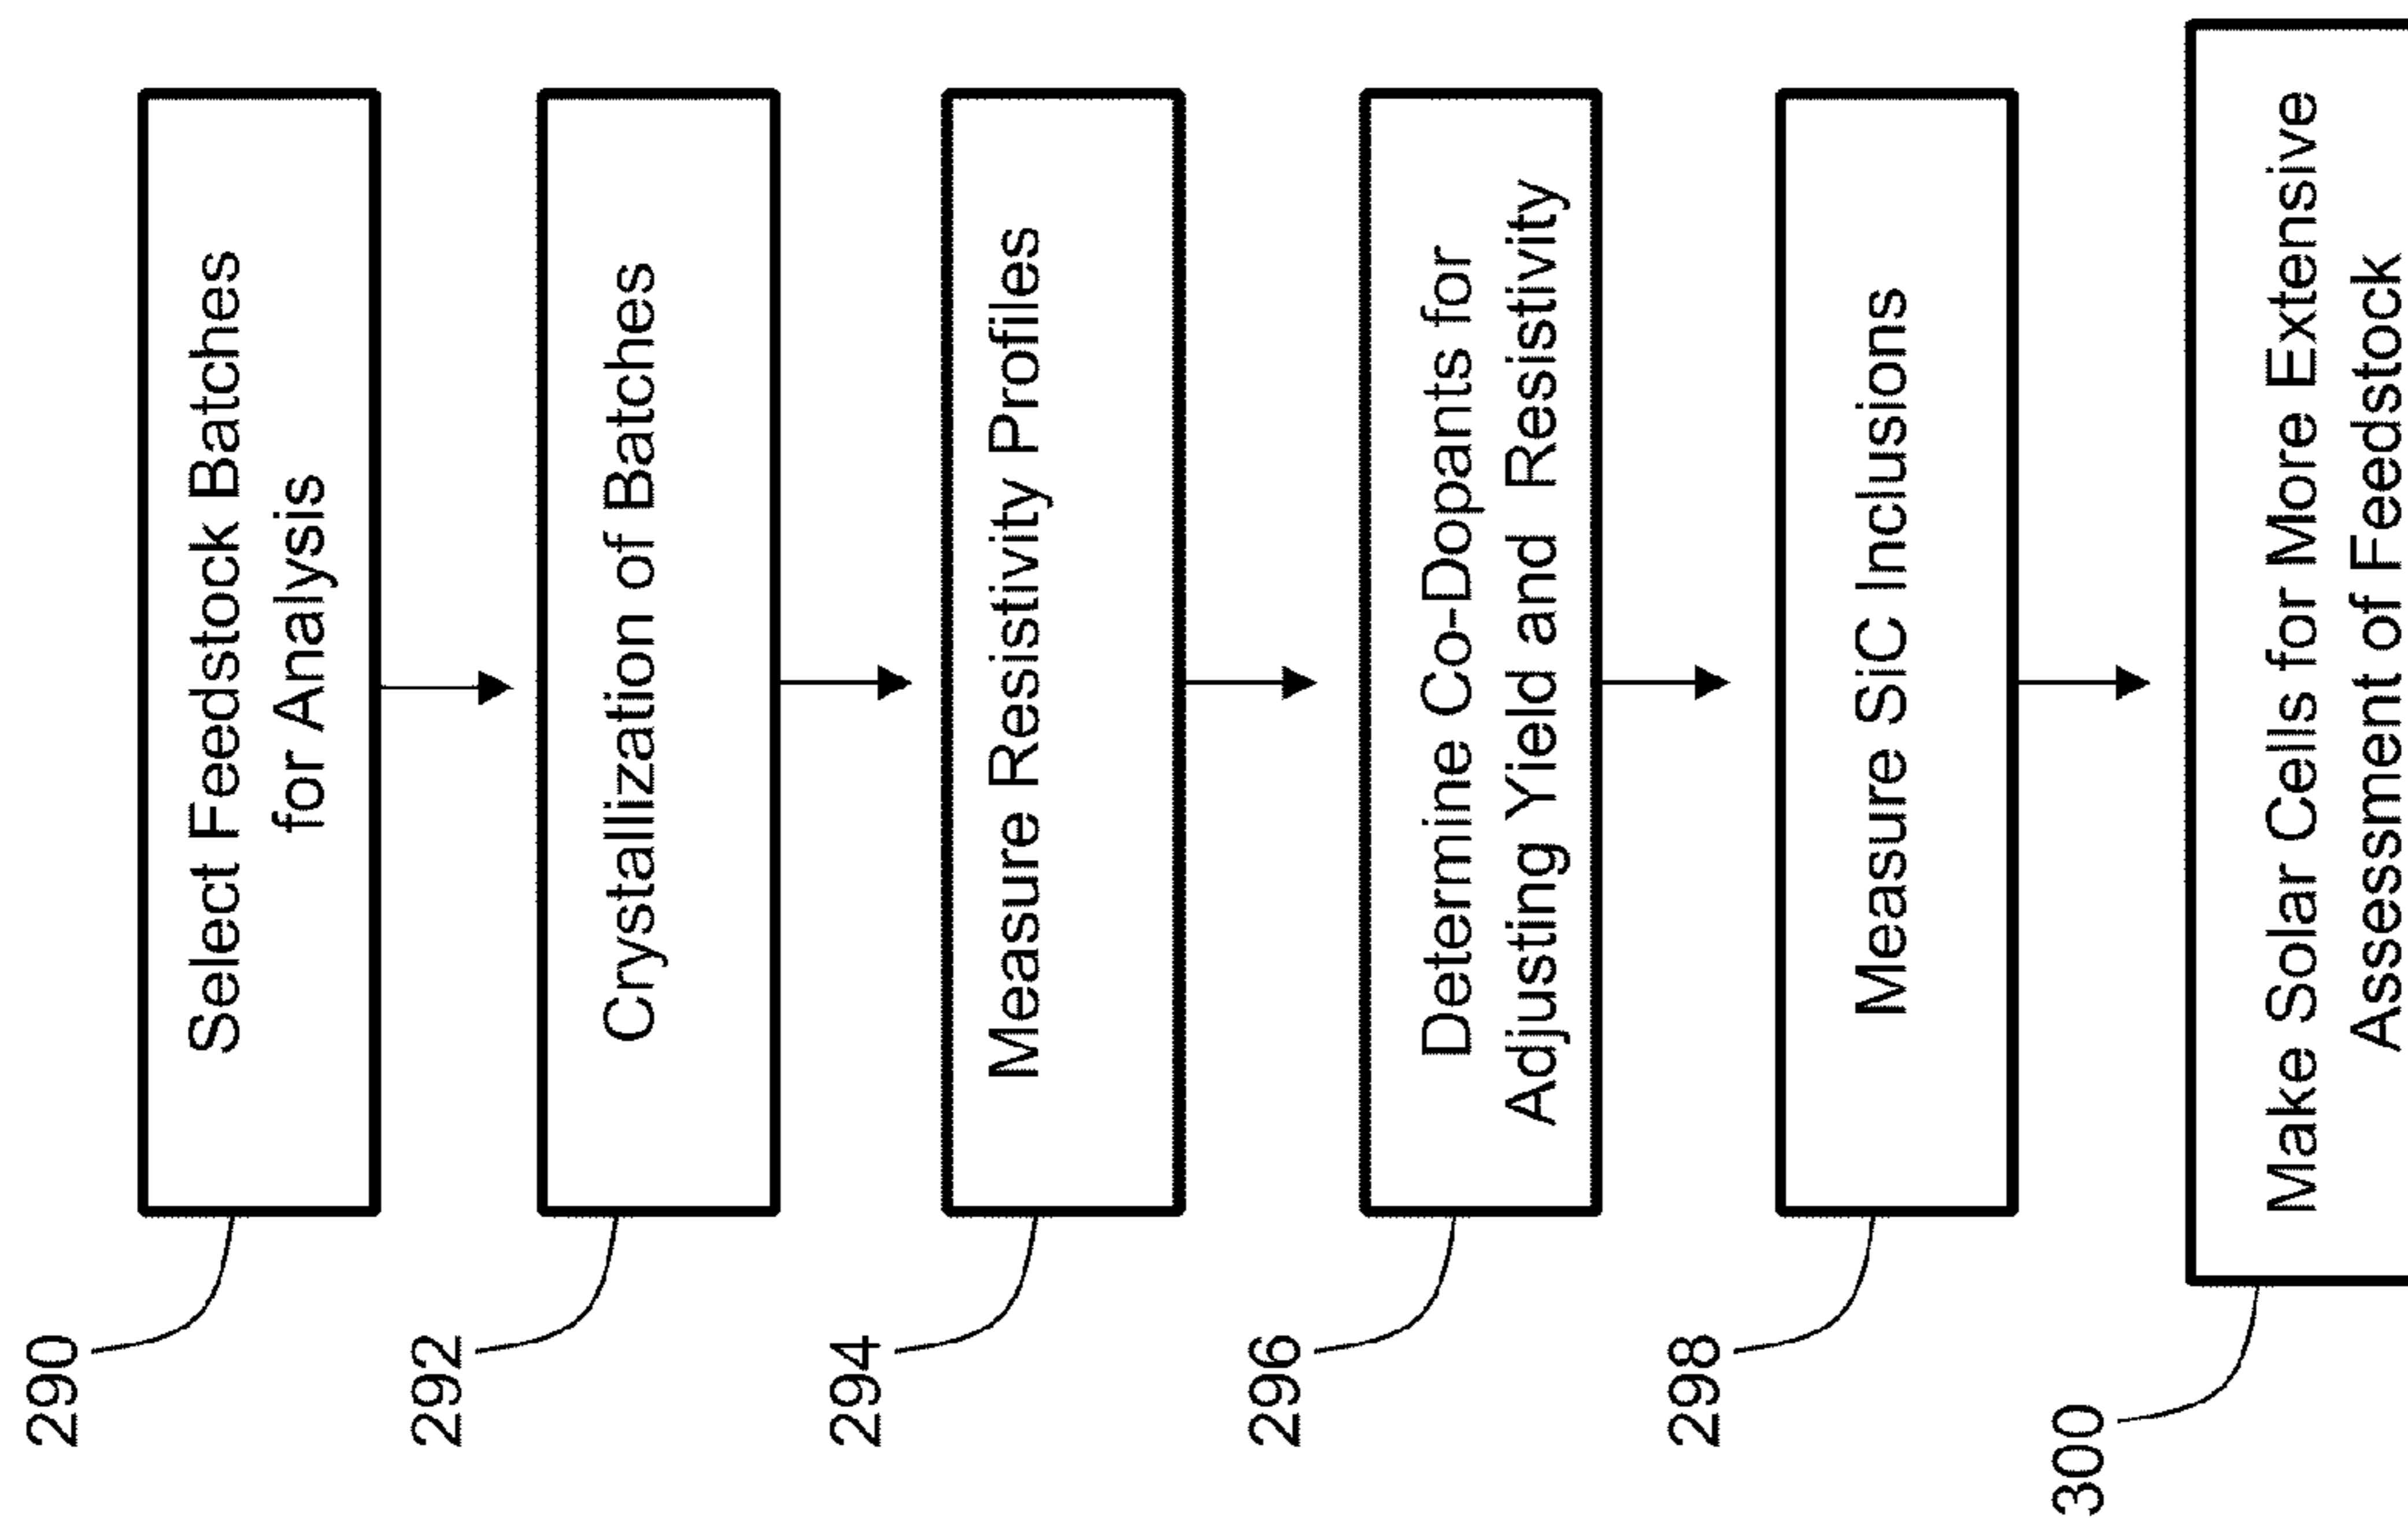 290
Select Feedstock Batches
for Analysis
292
Crystallization of Batches
294
Measure Resistivity Profiles
296
Determine Co-Dopants for
Adjusting Yield and Resistivity
298
Measure SiC Inclusions
300
Make Solar Cells for More Extensive
Assessment of Feedstock